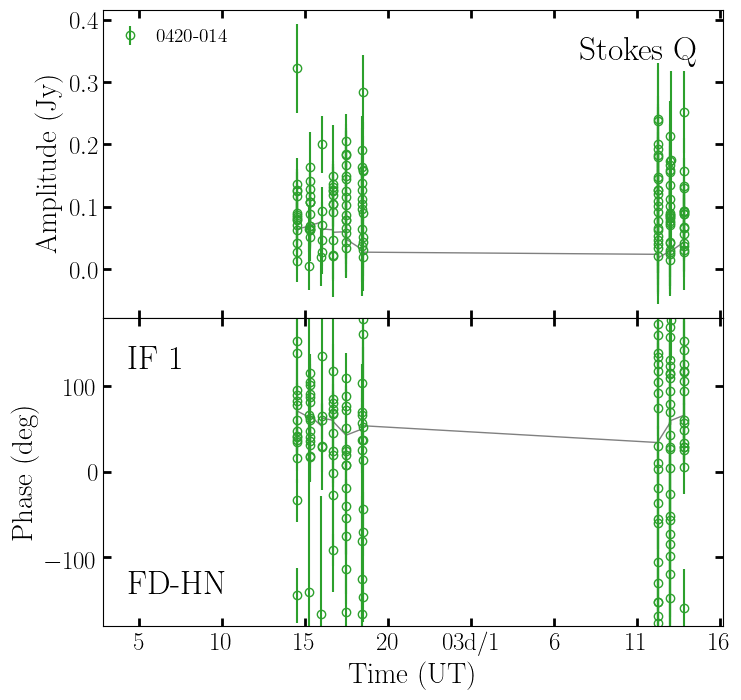 0420-014
Stokes Q
0.4
0.3
0.2
0.1
0.0
Amplitude (Jy)
IF 1
100
0
−100
Phase (deg)
FD-HN
5 10 15 20 03d/1 6 11 16
Time (UT)